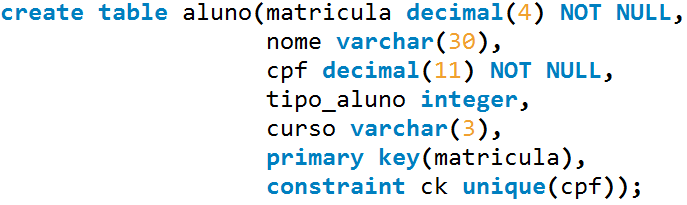 create table aluno(matricula decimal(4) NOT NULL,
nome varchar(30),
cpf decimal(11) NOT NULL,
tipo_aluno integer,
curso varchar(3),
primary key(matricula),
constraint ck unique(cpf));